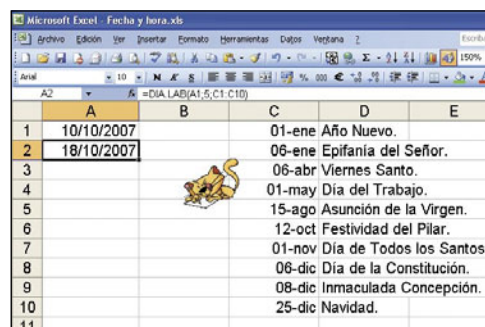 Microsoft Excel - Fecha y hora.xls
Archivo Edición Ver Insertar Formato Herramientas Datos Ventana ?
Arial 10 N K S % 000 € 150%
A2 fx =DIA.LAB(A1;5;C1:C10)
A B C D E
1 10/10/2007 01-ene Año Nuevo.
2 18/10/2007 06-ene Epifanía del Señor.
3 06-abr Viernes Santo.
4 01-may Día del Trabajo.
5 15-ago Asunción de la Virgen.
6 12-oct Festividad del Pilar.
7 01-nov Día de Todos los Santos
8 06-dic Día de la Constitución.
9 08-dic Inmaculada Concepción.
10 25-dic Navidad.
11